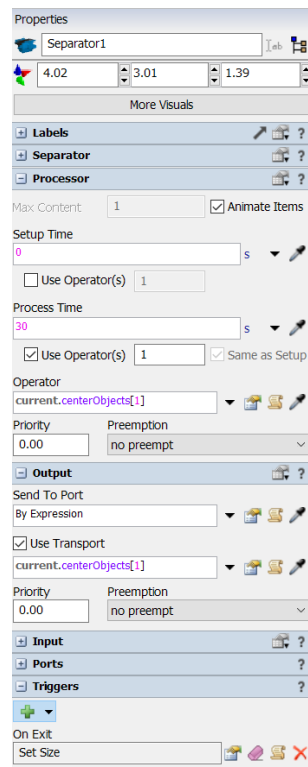 Properties
Separator1
4.02 3.01 1.39
More Visuals
Labels ?
Separator ?
Processor ?
Max Content 1 Animate Items
Setup Time
0 s
Use Operator(s) 1
Process Time
30 s
Use Operator(s) 1 Same as Setup
Operator
current.centerObjects[1]
Priority Preemption
0.00 no preempt
Output ?
Send To Port
By Expression
Use Transport
current.centerObjects[1]
Priority Preemption
0.00 no preempt
Input ?
Ports ?
Triggers ?
On Exit
Set Size